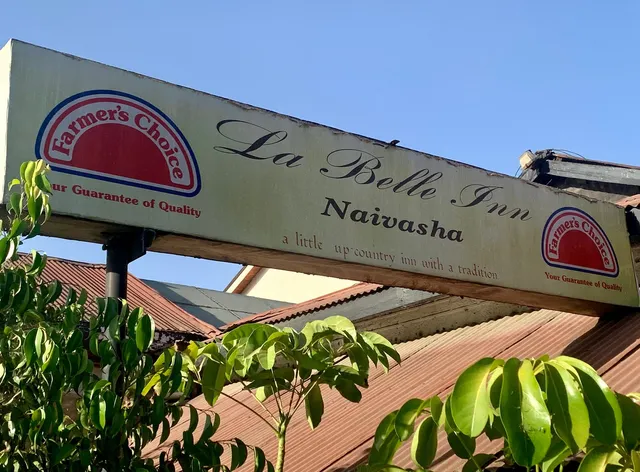 Farmer's Choice
Your Guarantee of Quality
La Belle Inn
Naivasha
a little up-country inn with a tradition
Farmer's Choice
Your Guarantee of Quality